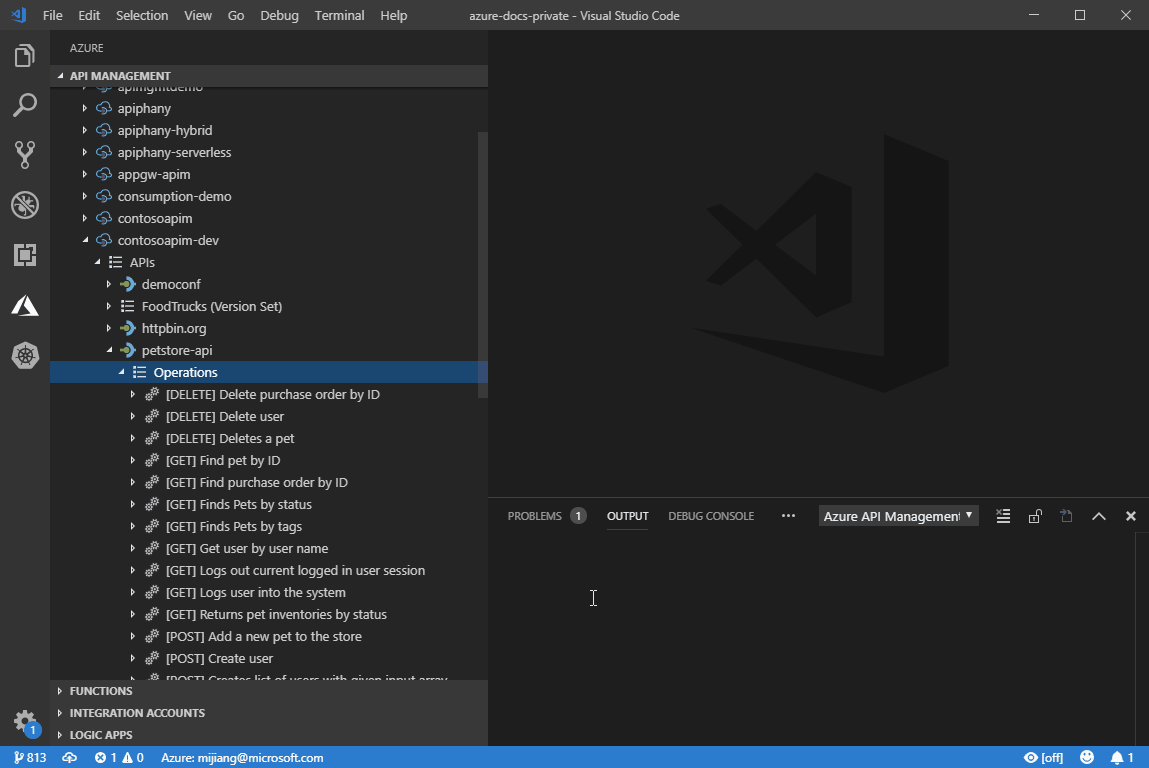 File Edit Selection View Go Debug Terminal Help azure-docs-private - Visual Studio Code
AZURE
API MANAGEMENT
apimgmtdemo
apiphany
apiphany-hybrid
apiphany-serverless
appgw-apim
consumption-demo
contosoapim
contosoapim-dev
APIs
democonf
FoodTrucks (Version Set)
httpbin.org
petstore-api
Operations
[DELETE] Delete purchase order by ID
[DELETE] Delete user
[DELETE] Deletes a pet
[GET] Find pet by ID
[GET] Find purchase order by ID
[GET] Finds Pets by status
[GET] Finds Pets by tags
[GET] Get user by user name
[GET] Logs out current logged in user session
[GET] Logs user into the system
[GET] Returns pet inventories by status
[POST] Add a new pet to the store
[POST] Create user
[POST] Creates list of users with given input array
FUNCTIONS
INTEGRATION ACCOUNTS
LOGIC APPS
PROBLEMS 1 OUTPUT DEBUG CONSOLE ··· Azure API Management
1
813 1 0 Azure: mijiang@microsoft.com [off] 1